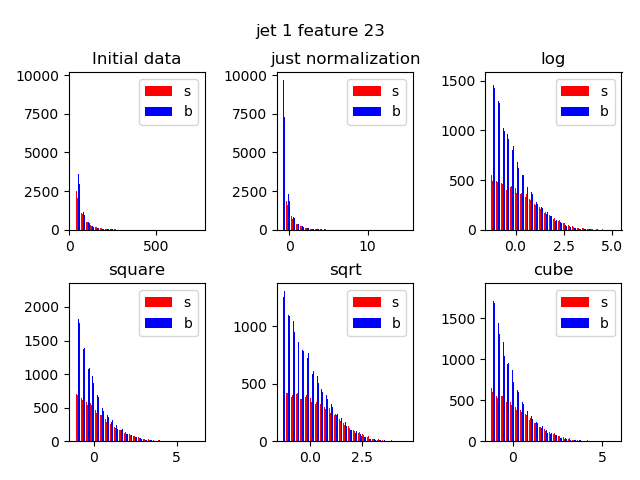 jet 1 feature 23
Initial data
10000
7500
5000
2500
0
0 500
s
b
just normalization
10000
7500
5000
2500
0
0 10
s
b
log
1500
1000
500
0
0.0 2.5 5.0
s
b
square
2000
1500
1000
500
0
0 5
s
b
sqrt
1000
500
0
0.0 2.5
s
b
cube
1500
1000
500
0
0 5
s
b